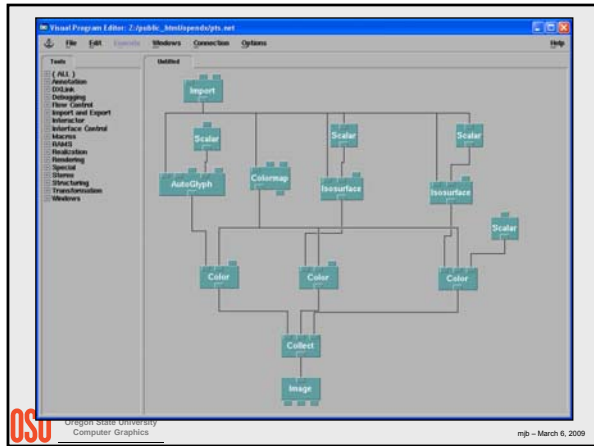 Visual Program Editor: Z:/public_html/opendx/pts.net
File Edit Execute Windows Connection Options Help
Tools
Untitled
( ALL )
Annotation
DXLink
Debugging
Flow Control
Import and Export
Interactor
Interface Control
Macros
RAMS
Realization
Rendering
Special
Stereo
Structuring
Transformation
Windows
Import
Scalar
Scalar
Scalar
AutoGlyph
Colormap
Isosurface
Isosurface
Scalar
Color
Color
Color
Collect
Image
OSU
Oregon State University
Computer Graphics
mjb – March 6, 2009